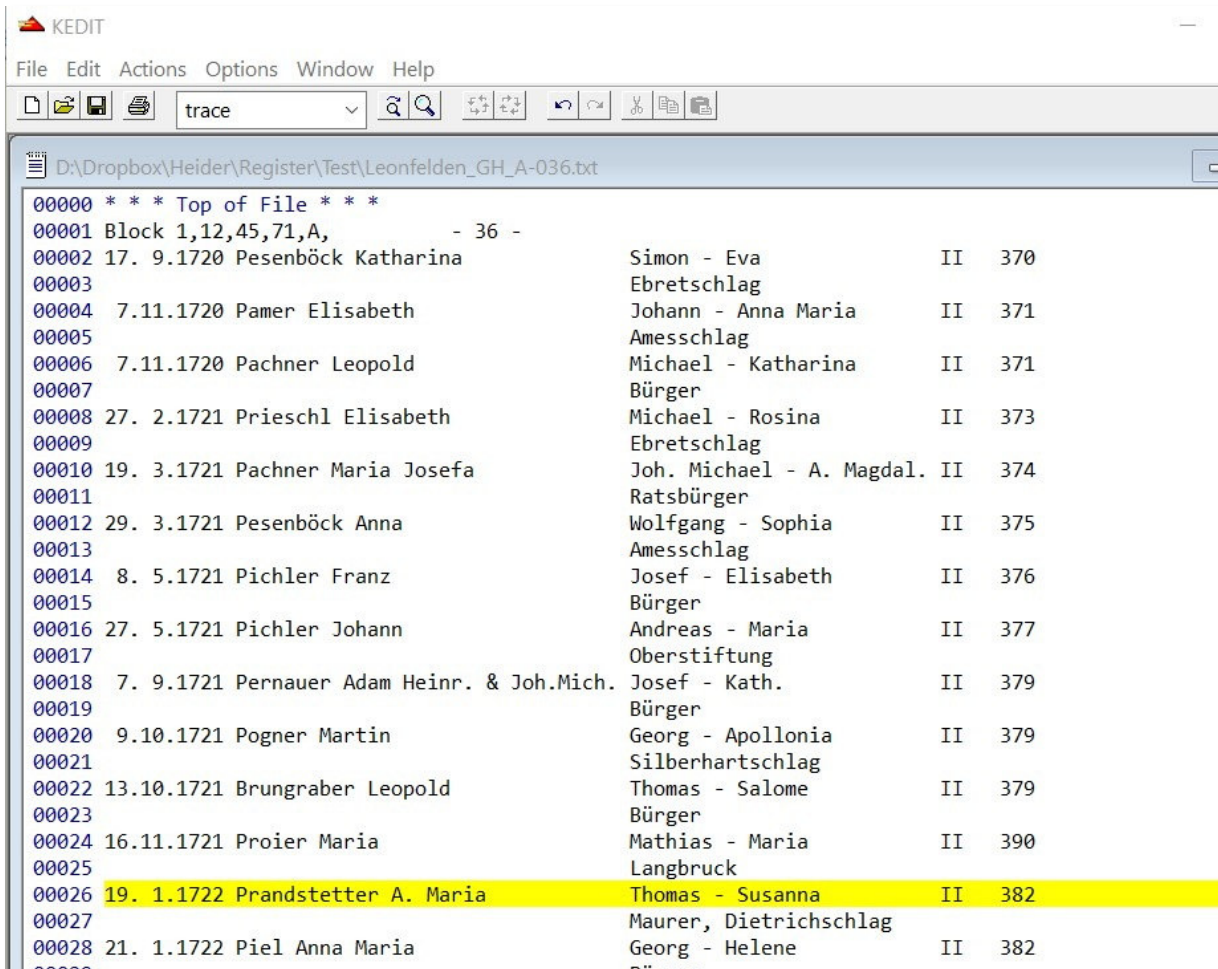 KEDIT
File Edit Actions Options Window Help
trace
D:\Dropbox\Heider\Register\Test\Leonfelden_GH_A-036.txt
00000 * * * Top of File * * *
00001 Block 1,12,45,71,A, - 36 -
00002 17. 9.1720 Pesenböck Katharina Simon - Eva II 370
00003 Ebretschlag
00004 7.11.1720 Pamer Elisabeth Johann - Anna Maria II 371
00005 Amesschlag
00006 7.11.1720 Pachner Leopold Michael - Katharina II 371
00007 Bürger
00008 27. 2.1721 Prieschl Elisabeth Michael - Rosina II 373
00009 Ebretschlag
00010 19. 3.1721 Pachner Maria Josefa Joh. Michael - A. Magdal. II 374
00011 Ratsbürger
00012 29. 3.1721 Pesenböck Anna Wolfgang - Sophia II 375
00013 Amesschlag
00014 8. 5.1721 Pichler Franz Josef - Elisabeth II 376
00015 Bürger
00016 27. 5.1721 Pichler Johann Andreas - Maria II 377
00017 Oberstiftung
00018 7. 9.1721 Pernauer Adam Heinr. & Joh.Mich. Josef - Kath. II 379
00019 Bürger
00020 9.10.1721 Pogner Martin Georg - Apollonia II 379
00021 Silberhartschlag
00022 13.10.1721 Brungraber Leopold Thomas - Salome II 379
00023 Bürger
00024 16.11.1721 Proier Maria Mathias - Maria II 390
00025 Langbruck
00026 19. 1.1722 Prandstetter A. Maria Thomas - Susanna II 382
00027 Maurer, Dietrichschlag
00028 21. 1.1722 Piel Anna Maria Georg - Helene II 382